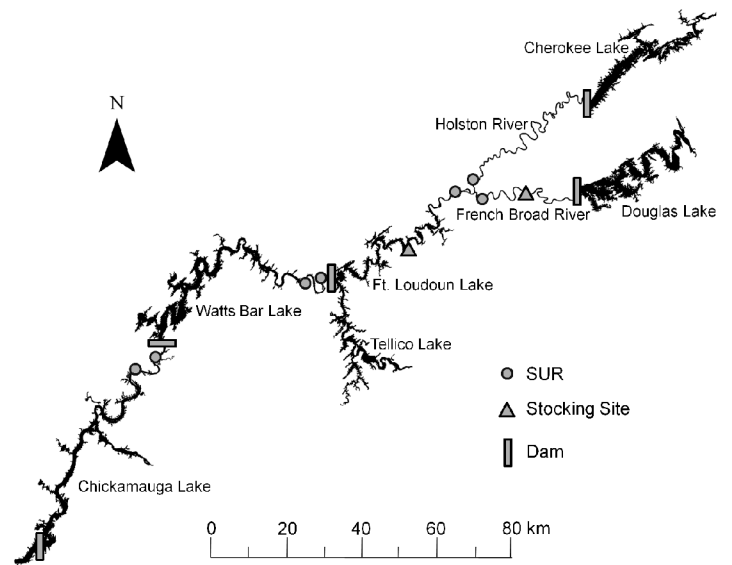 Cherokee Lake
N
Holston River
French Broad River
Douglas Lake
Ft. Loudoun Lake
Watts Bar Lake
Tellico Lake
SUR
Stocking Site
Dam
Chickamauga Lake
0 20 40 60 80 km